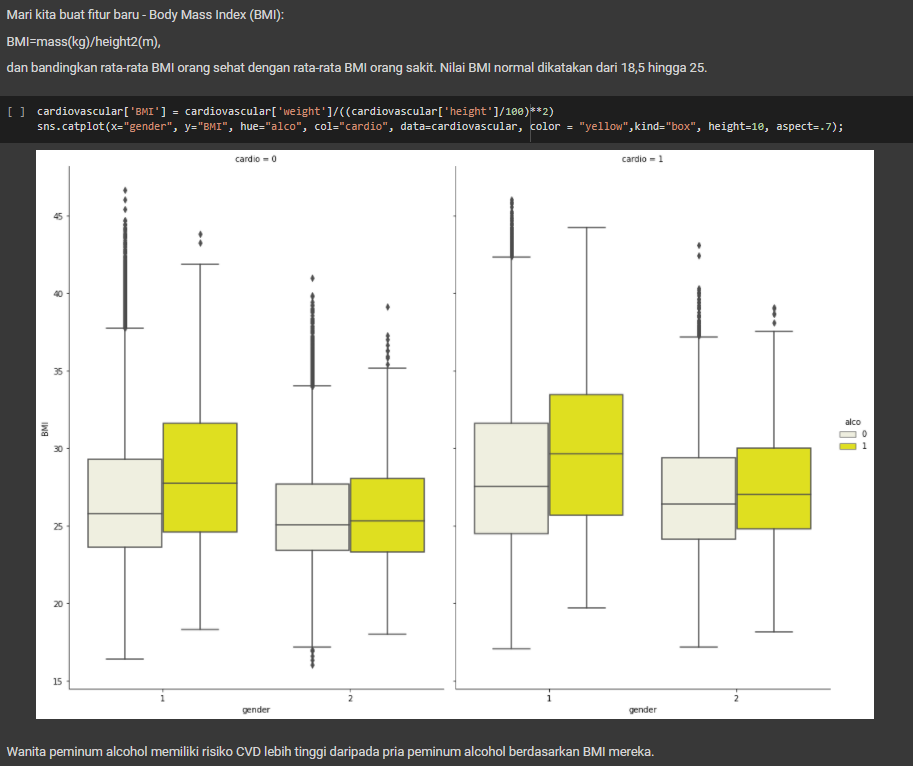 Mari kita buat fitur baru - Body Mass Index (BMI):
BMI=mass(kg)/height2(m),
dan bandingkan rata-rata BMI orang sehat dengan rata-rata BMI orang sakit. Nilai BMI normal dikatakan dari 18,5 hingga 25.
[ ] cardiovascular['BMI'] = cardiovascular['weight']/((cardiovascular['height']/100)**2)
sns.catplot(x="gender", y="BMI", hue="alco", col="cardio", data=cardiovascular, color = "yellow",kind="box", height=10, aspect=.7);
cardio = 0 cardio = 1
45
40
35
BMI
30
25
20
15
alco
0
1
1 2 1 2
gender gender
Wanita peminum alcohol memiliki risiko CVD lebih tinggi daripada pria peminum alcohol berdasarkan BMI mereka.